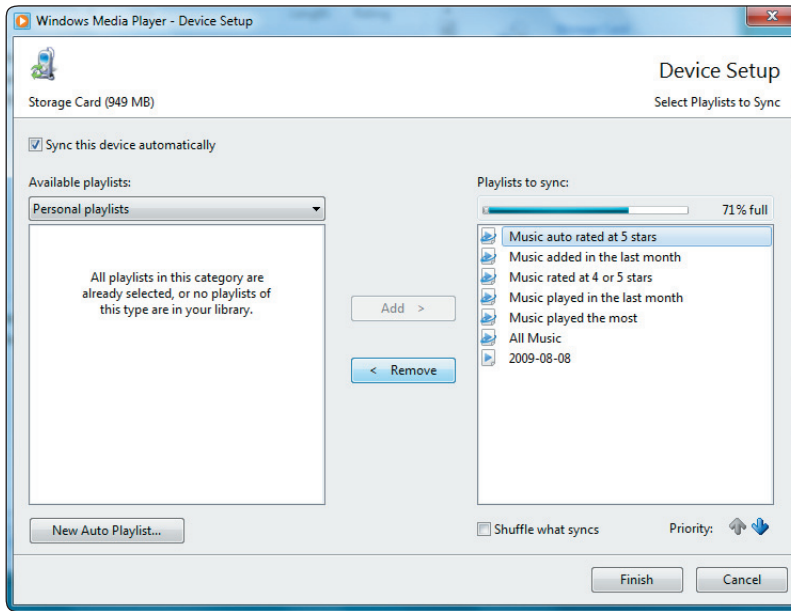 Windows Media Player - Device Setup
Device Setup
Storage Card (949 MB)
Select Playlists to Sync
Sync this device automatically
Available playlists:
Playlists to sync:
Personal playlists
71% full
All playlists in this category are
already selected, or no playlists of
this type are in your library.
Add >
< Remove
Music auto rated at 5 stars
Music added in the last month
Music rated at 4 or 5 stars
Music played in the last month
Music played the most
All Music
2009-08-08
New Auto Playlist...
Shuffle what syncs
Priority:
Finish
Cancel